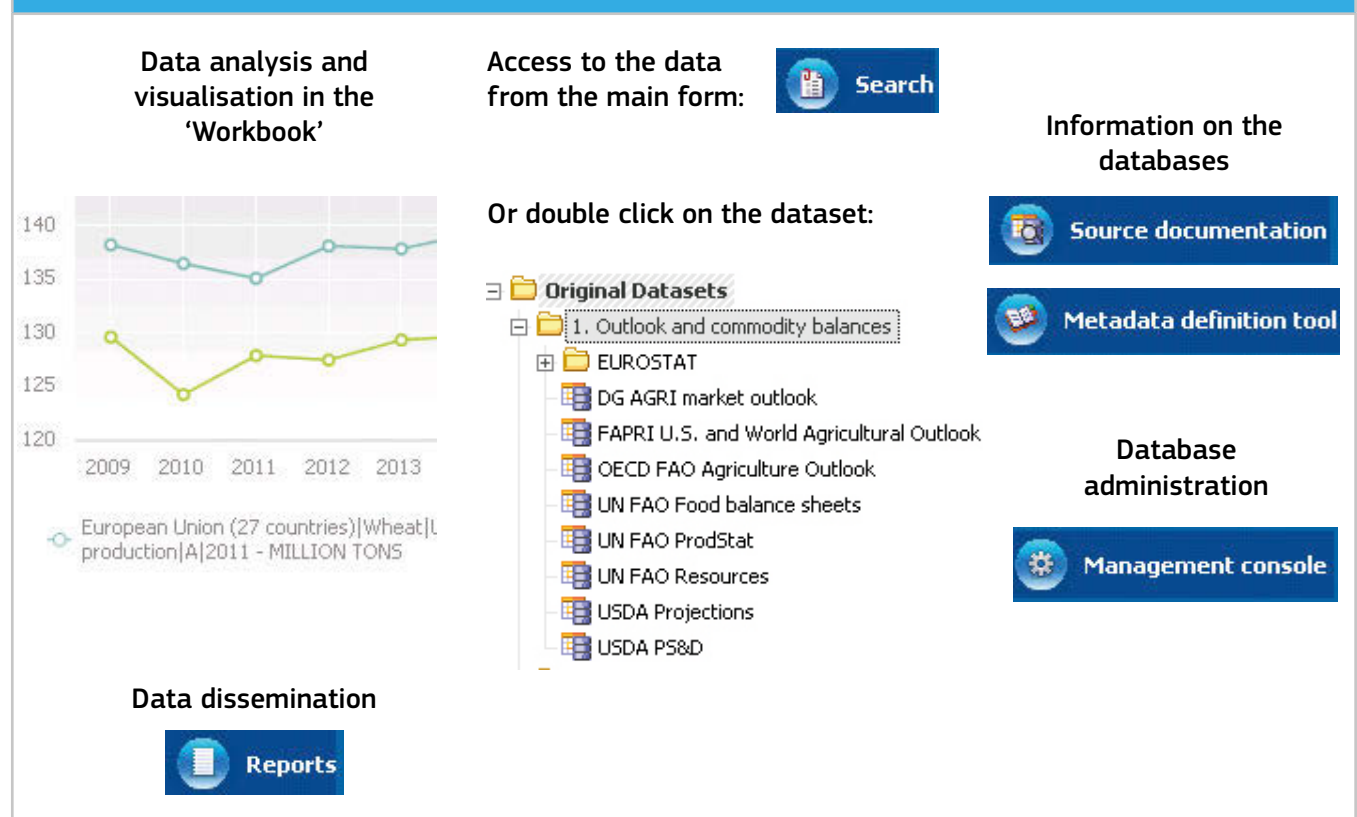 Data analysis and
visualisation in the
‘Workbook’
140
135
130
125
120
2009 2010 2011 2012 2013
European Union (27 countries)|Wheat|U
production|A|2011 - MILLION TONS
Data dissemination
Reports
Access to the data
from the main form:
Search
Or double click on the dataset:
Original Datasets
1. Outlook and commodity balances
EUROSTAT
DG AGRI market outlook
FAPRI U.S. and World Agricultural Outlook
OECD FAO Agriculture Outlook
UN FAO Food balance sheets
UN FAO ProdStat
UN FAO Resources
USDA Projections
USDA PS&D
Information on the
databases
Source documentation
Metadata definition tool
Database
administration
Management console